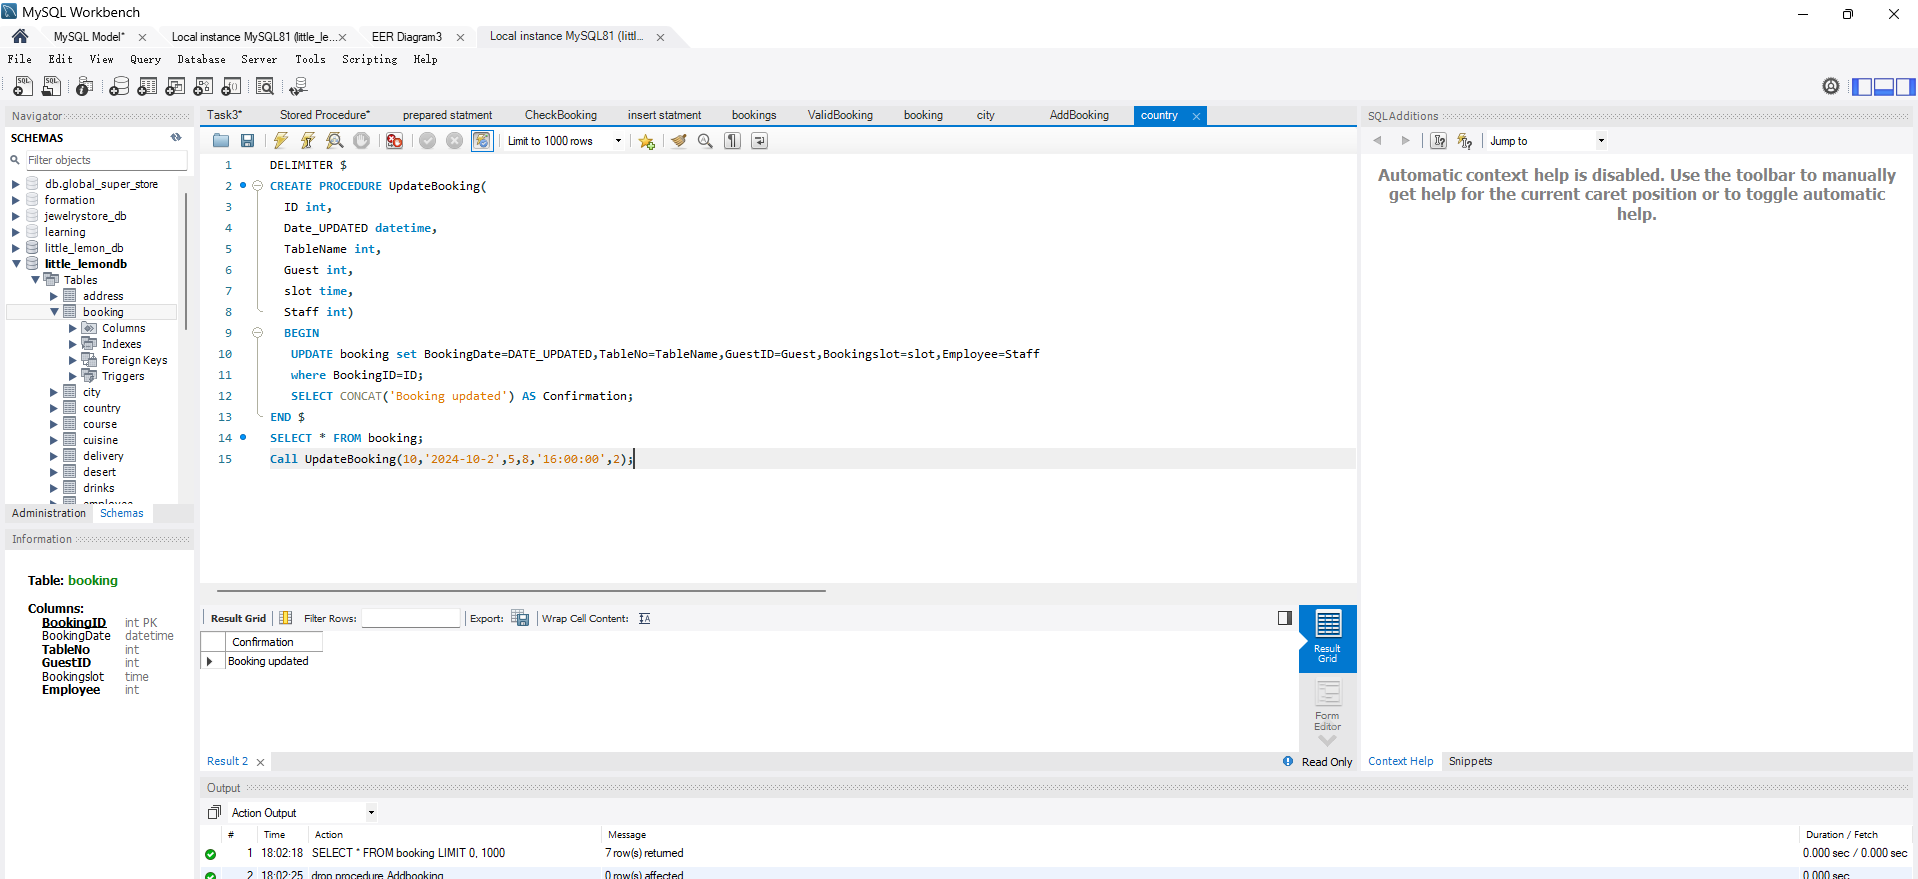 MySQL Workbench
MySQL Model*
Local instance MySQL81 (little_le...
EER Diagram3
Local instance MySQL81 (littl...
File Edit View Query Database Server Tools Scripting Help
Navigator
SCHEMAS
Filter objects
db.global_super_store
formation
jewelrystore_db
learning
little_lemon_db
little_lemondb
Tables
address
booking
Columns
Indexes
Foreign Keys
Triggers
city
country
course
cuisine
delivery
desert
drinks
employee
Administration Schemas
Information
Table: booking
Columns:
BookingID int PK
BookingDate datetime
TableNo int
GuestID int
Bookingslot time
Employee int
Task3* Stored Procedure* prepared statment CheckBooking insert statment bookings ValidBooking booking city AddBooking country
Limit to 1000 rows
1 DELIMITER $
2 CREATE PROCEDURE UpdateBooking(
3 ID int,
4 Date_UPDATED datetime,
5 TableName int,
6 Guest int,
7 slot time,
8 Staff int)
9 BEGIN
10 UPDATE booking set BookingDate=DATE_UPDATED,TableNo=TableName,GuestID=Guest,Bookingslot=slot,Employee=Staff
11 where BookingID=ID;
12 SELECT CONCAT('Booking updated') AS Confirmation;
13 END $
14 SELECT * FROM booking;
15 Call UpdateBooking(10,'2024-10-2',5,8,'16:00:00',2);
Result Grid Filter Rows: Export: Wrap Cell Content:
Confirmation
Booking updated
Result Grid
Form Editor
Result 2
Read Only
SQLAdditions
Jump to
Automatic context help is disabled. Use the toolbar to manually
get help for the current caret position or to toggle automatic
help.
Context Help Snippets
Output
Action Output
# Time Action Message Duration / Fetch
1 18:02:18 SELECT * FROM booking LIMIT 0, 1000 7 row(s) returned 0.000 sec / 0.000 sec
2 18:02:25 drop procedure Addbooking 0 row(s) affected 0.000 sec